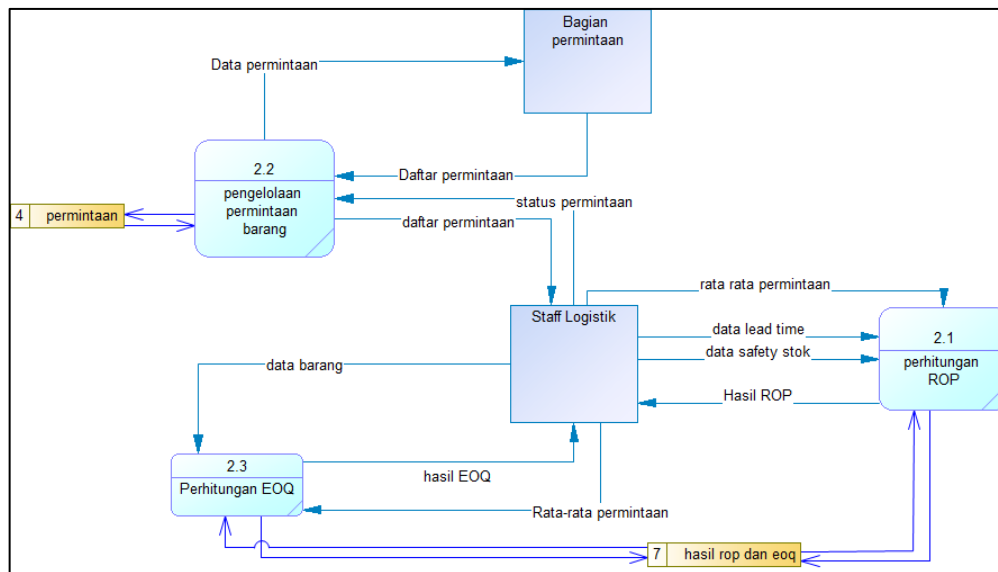 Bagian
permintaan
Data permintaan
2.2
pengelolaan
permintaan
barang
Daftar permintaan
status permintaan
daftar permintaan
4 permintaan
rata rata permintaan
Staff Logistik
data lead time
data safety stok
2.1
perhitungan
ROP
Hasil ROP
data barang
2.3
Perhitungan EOQ
hasil EOQ
Rata-rata permintaan
7 hasil rop dan eoq